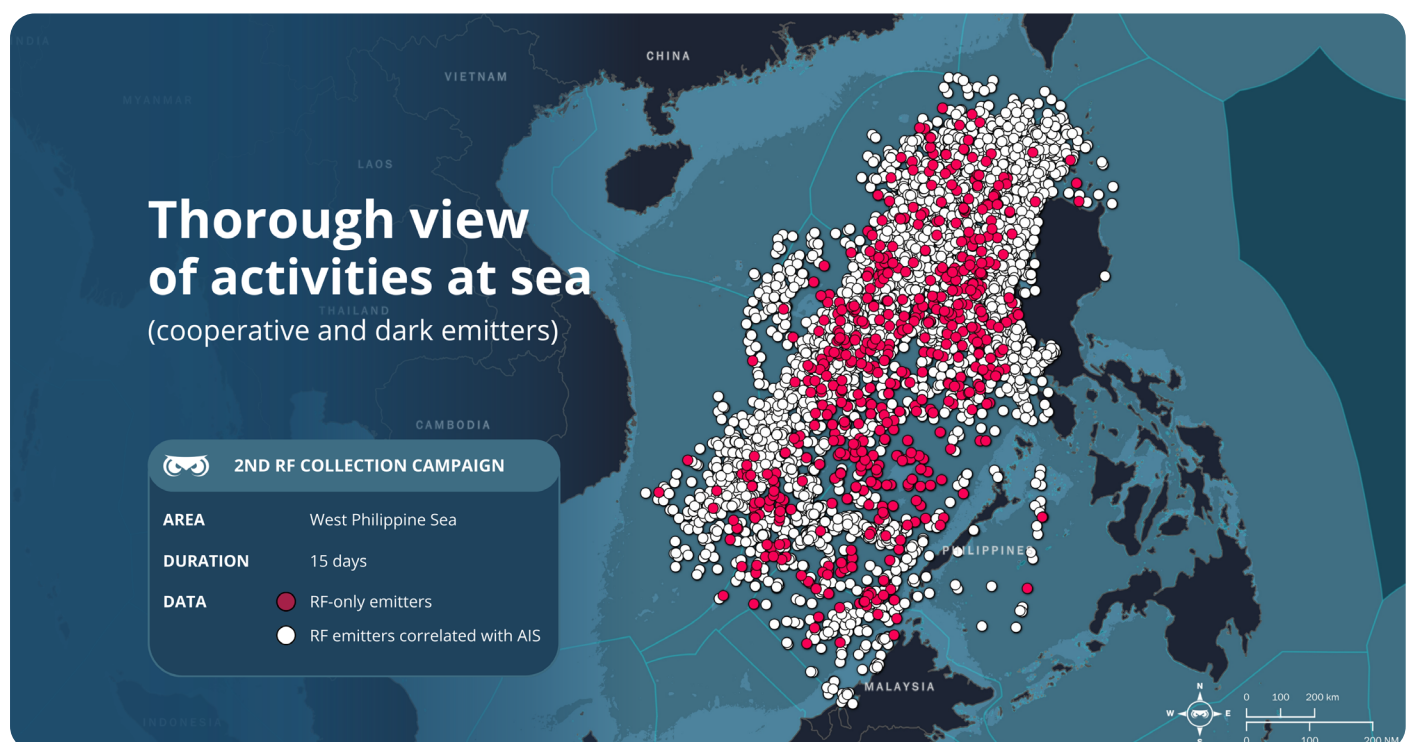 INDIA
CHINA
VIETNAM
MYANMAR
LAOS
Thorough view
of activities at sea
THAILAND
(cooperative and dark emitters)
CAMBODIA
2ND RF COLLECTION CAMPAIGN
AREA West Philippine Sea
DURATION 15 days
PHILIPPINES
DATA RF-only emitters
RF emitters correlated with AIS
MALAYSIA
INDONESIA
N
W E
S
0 100 200 km
0 100 200 NM